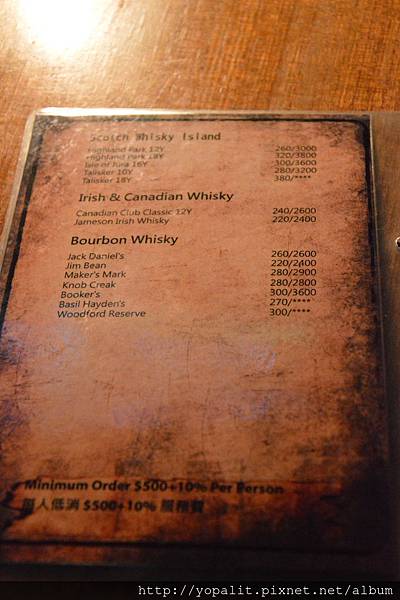 Scotch Whisky Island
Highland Park 12Y 260/3000
Highland Park 18Y 320/3800
Isle of Jura 16Y 300/3600
Talisker 10Y 280/3200
Talisker 18Y 380/****
Irish & Canadian Whisky
Canadian Club Classic 12Y 240/2600
Jameson Irish Whisky 220/2400
Bourbon Whisky
Jack Daniel's 260/2600
Jim Bean 220/2400
Maker's Mark 280/2900
Knob Creak 280/2800
Booker's 300/3600
Basil Hayden's 270/****
Woodford Reserve 300/****
Minimum Order $500+10% Per Person
每人低消 $500+10% 服務費
http://yopalit.pixnet.net/album